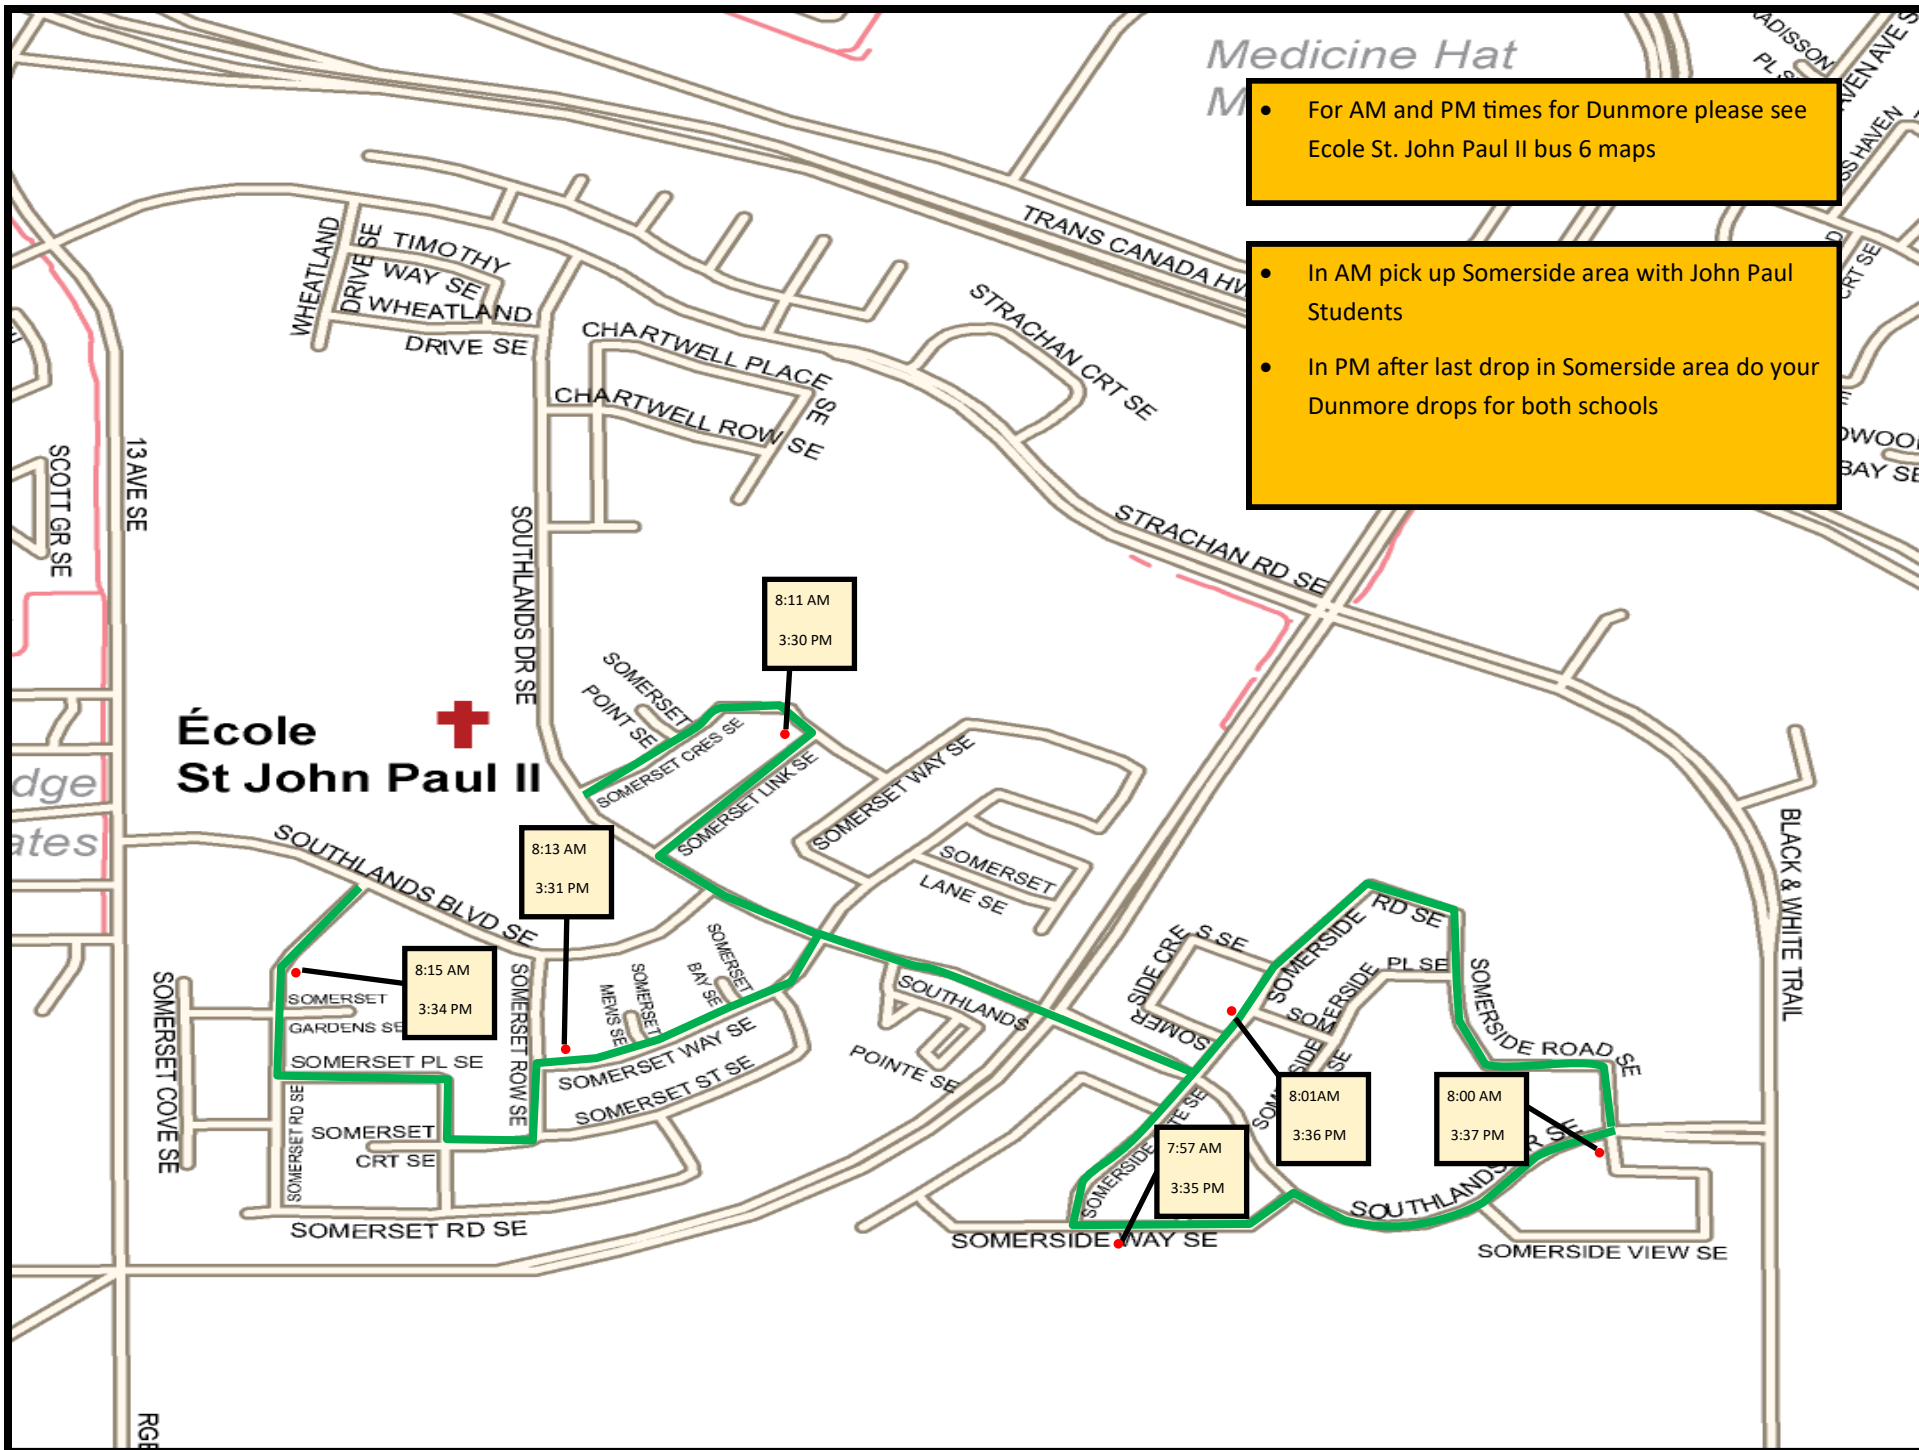 Medicine Hat
• For AM and PM times for Dunmore please see
Ecole St. John Paul II bus 6 maps
• In AM pick up Somerside area with John Paul
Students
• In PM after last drop in Somerside area do your
Dunmore drops for both schools
TRANS CANADA
WHEATLAND
DRIVE SE
TIMOTHY
WAY SE
WHEATLAND
DRIVE SE
CHARTWELL PLACE
SE
CHARTWELL ROW SE
STRACHAN CRT SE
STRACHAN RD SE
SCOTT GR SE
13 AVE SE
SOUTHLANDS DR SE
CRT SE
BAY SE
8:11 AM
3:30 PM
SOMERSET
POINT SE
SOMERSET CRES SE
SOMERSET LINK SE
SOMERSET WAY SE
École
St John Paul II
SOUTHLANDS BLVD SE
8:13 AM
3:31 PM
SOMERSET
LANE SE
BLACK & WHITE TRAIL
8:15 AM
3:34 PM
SOMERSET COVE SE
SOMERSET
GARDENS SE
SOMERSET PL SE
SOMERSET RD SE
SOMERSET ROW SE
SOMERSET
MEWS SE
SOMERSET
BAY SE
SOMERSET WAY SE
SOMERSET ST SE
SOMERSET
CRT SE
SOMERSET RD SE
SOUTHLANDS
POINTE SE
SOMERSIDE
RD SE
PL SE
SOMERSIDE ROAD SE
8:01AM
3:36 PM
8:00 AM
3:37 PM
7:57 AM
3:35 PM
SOMERSIDE WAY SE
SOMERSIDE VIEW SE